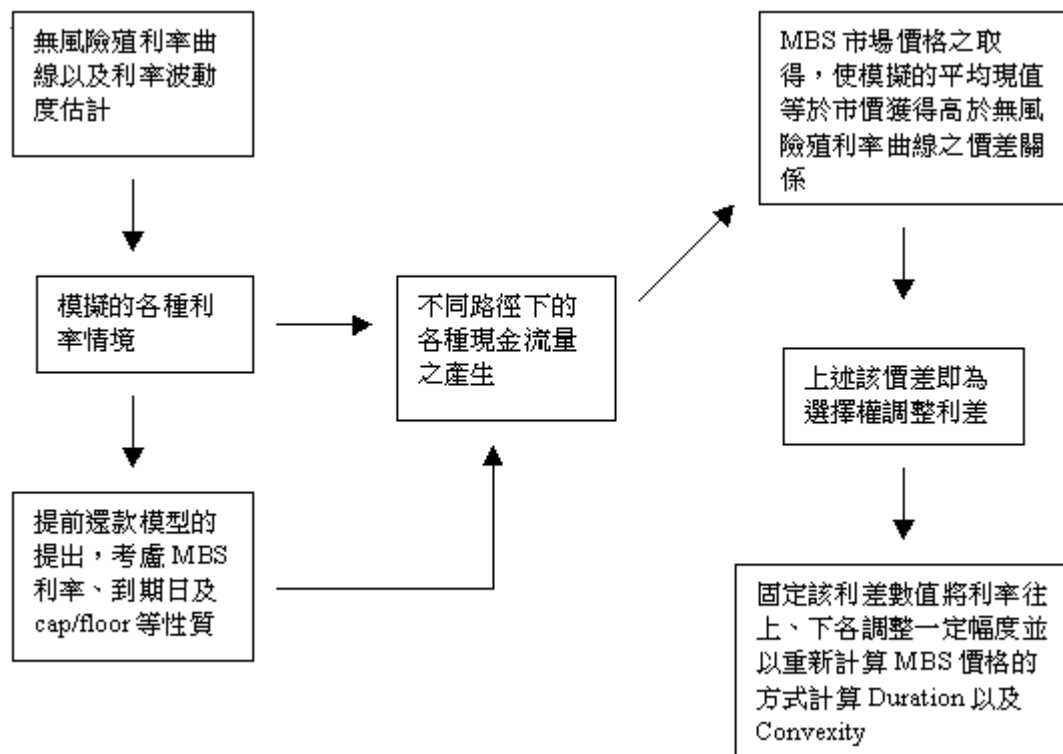 無風險殖利率曲
線以及利率波動
度估計
模擬的各種利
率情境
提前還款模型的
提出，考慮 MBS
利率、到期日及
cap/floor 等性質
不同路徑下的
各種現金流量
之產生
MBS 市場價格之取
得，使模擬的平均現值
等於市價獲得高於無風
險殖利率曲線之價差關
係
上述該價差即為
選擇權調整利差
固定該利差數值將利率往
上、下各調整一定幅度並
以重新計算 MBS 價格的
方式計算 Duration 以及
Convexity